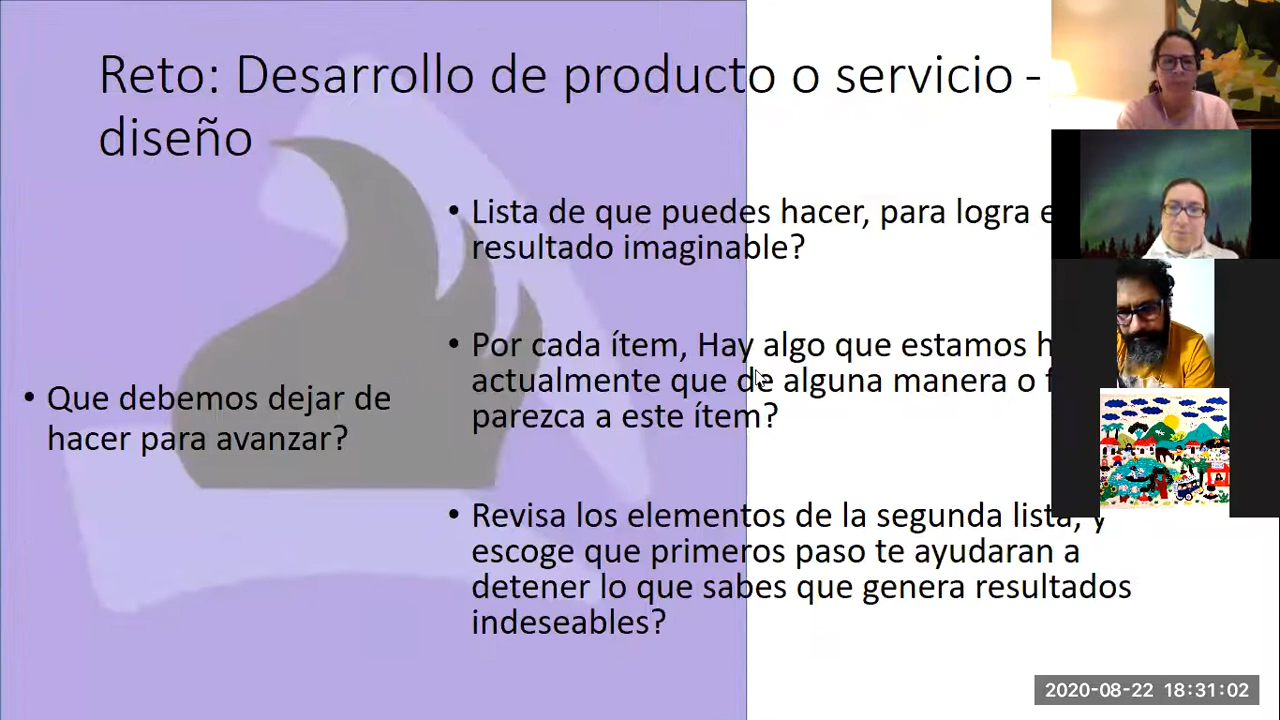 Reto: Desarrollo de producto o servicio -
diseño
• Que debemos dejar de
hacer para avanzar?
• Lista de que puedes hacer, para logra
resultado imaginable?
• Por cada ítem, Hay algo que estamos
actualmente que de alguna manera o
parezca a este ítem?
• Revisa los elementos de la segunda lista, y
escoge que primeros paso te ayudaran a
detener lo que sabes que genera resultados
indeseables?
2020-08-22 18:31:02